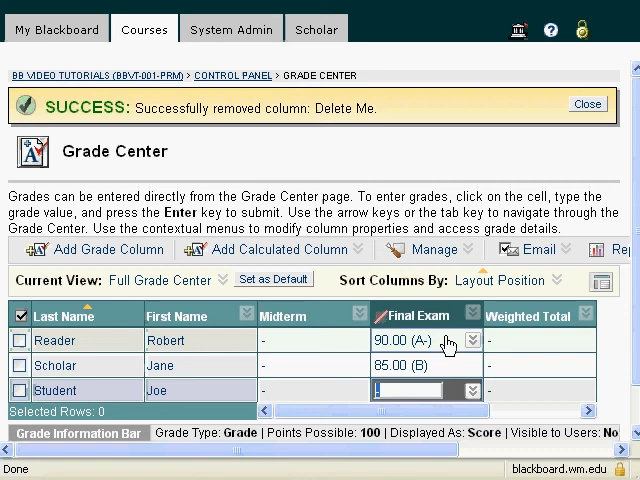 My Blackboard Courses System Admin Scholar
BB VIDEO TUTORIALS (BBVT-001-PRM) > CONTROL PANEL > GRADE CENTER
SUCCESS: Successfully removed column: Delete Me. Close
Grade Center
Grades can be entered directly from the Grade Center page. To enter grades, click on the cell, type the
grade value, and press the Enter key to submit. Use the arrow keys or the tab key to navigate through the
Grade Center. Use the contextual menus to modify column properties and access grade details.
Add Grade Column Add Calculated Column Manage Email Rep
Current View: Full Grade Center Set as Default Sort Columns By: Layout Position
Last Name First Name Midterm Final Exam Weighted Total
Reader Robert - 90.00 (A-) -
Scholar Jane - 85.00 (B) -
Student Joe - - -
Selected Rows: 0
Grade Information Bar Grade Type: Grade | Points Possible: 100 | Displayed As: Score | Visible to Users: No
Done blackboard.wm.edu